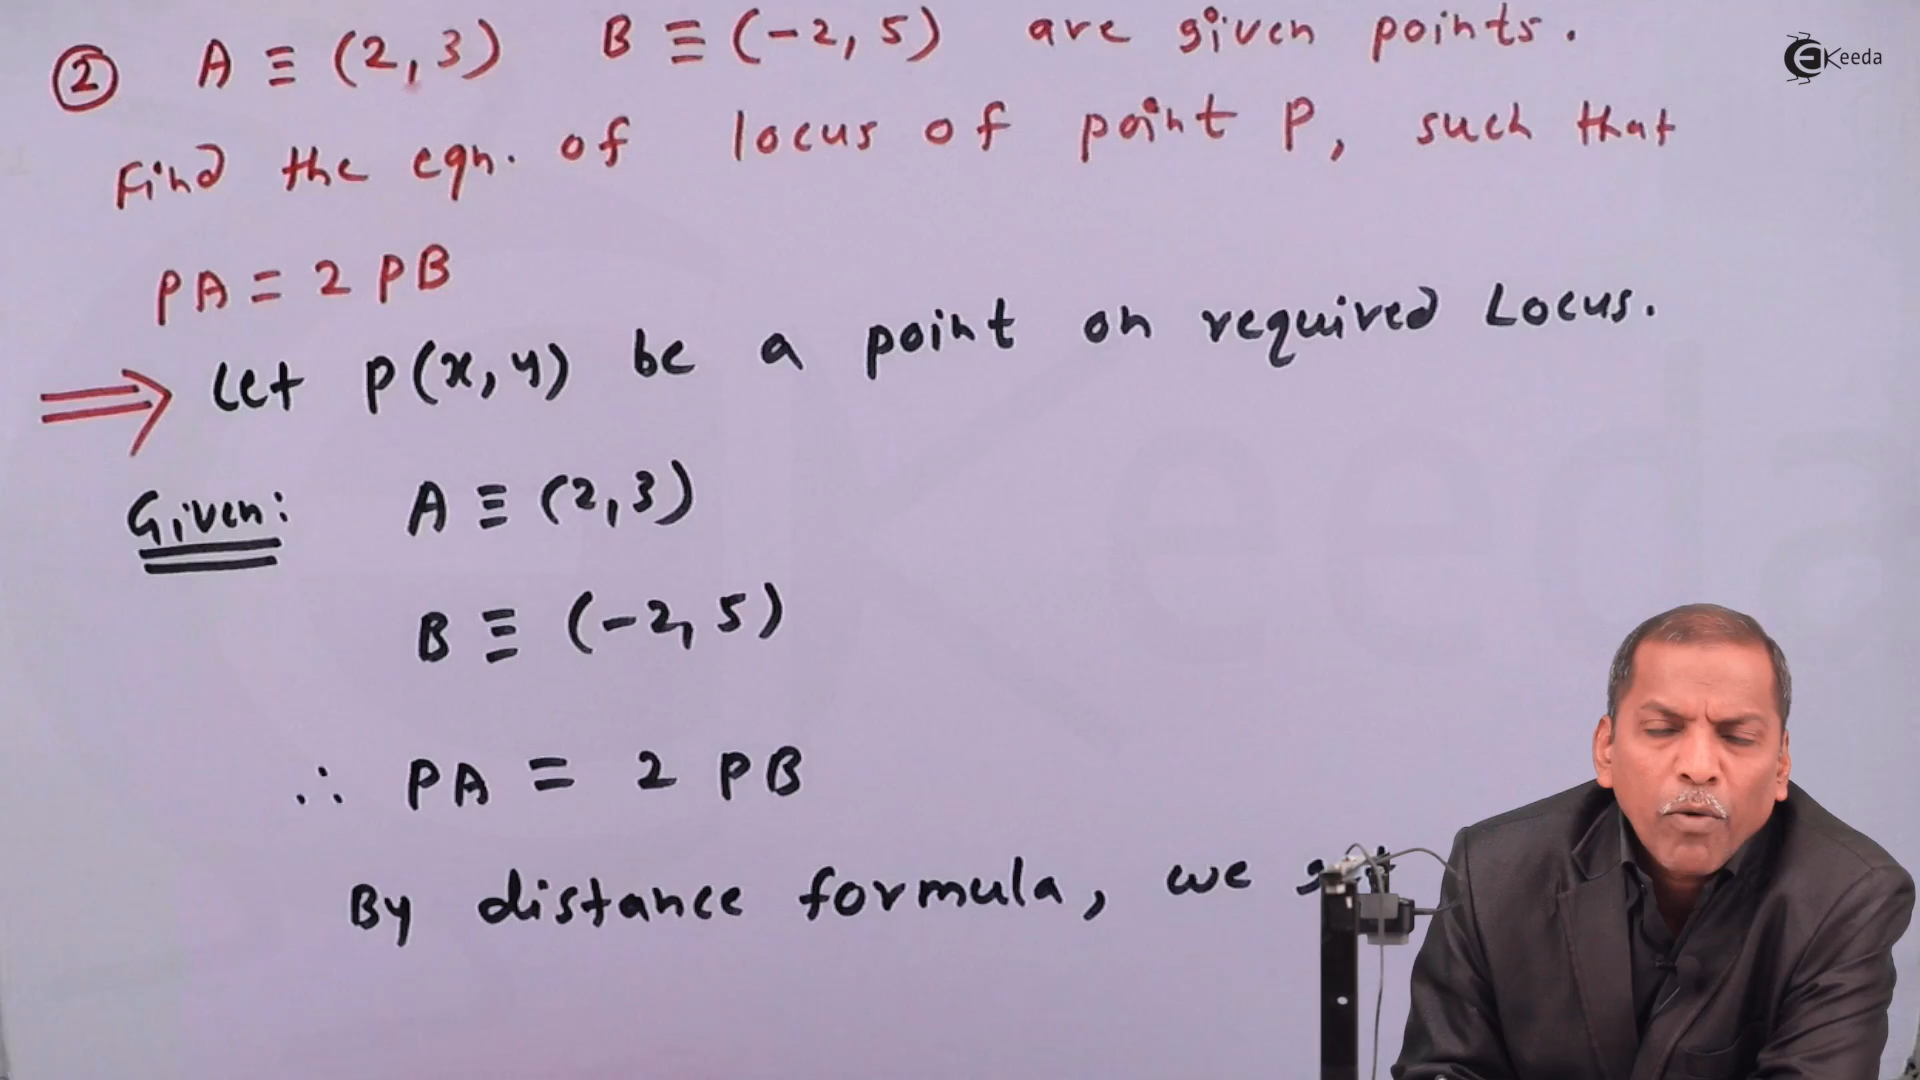 EKeeda
② A ≡ (2,3) B ≡ (-2, 5) are given points.
Find the eqn. of locus of point P, such that
PA = 2 PB
⇒ Let P(x, y) be a point on required Locus.
Given: A ≡ (2,3)
B ≡ (-2, 5)
∴ PA = 2 PB
By distance formula, we